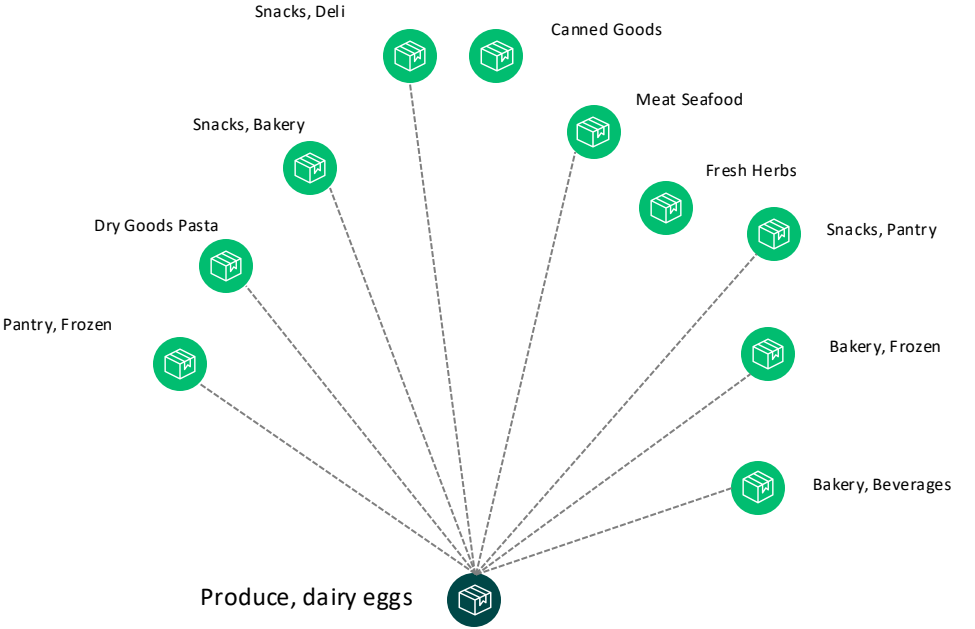 Snacks, Deli
Canned Goods
Meat Seafood
Snacks, Bakery
Fresh Herbs
Dry Goods Pasta
Snacks, Pantry
Pantry, Frozen
Bakery, Frozen
Bakery, Beverages
Produce, dairy eggs